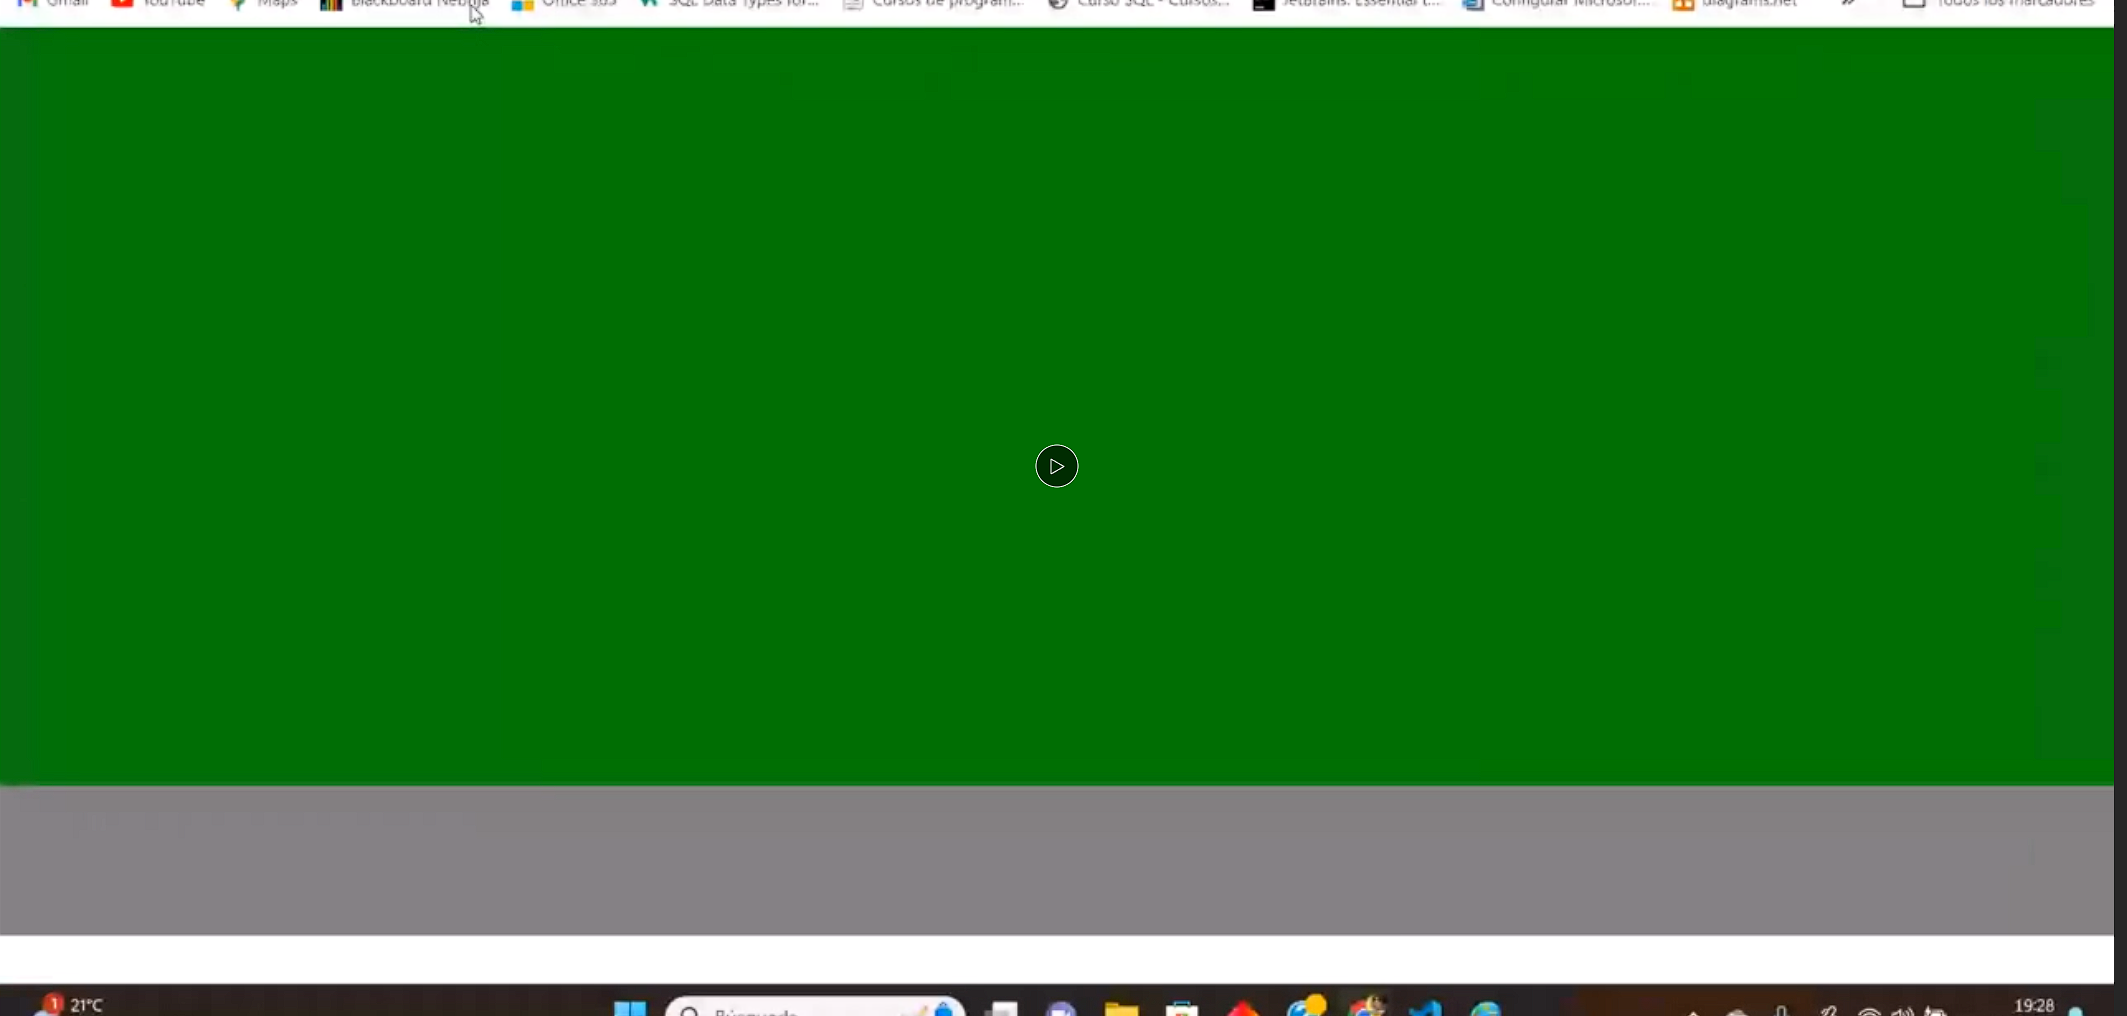 Gmail YouTube Maps Blackboard Nebrija Office 365 SQL Data Types for... Cursos de program... Curso SQL - Cursos... JetBrains: Essential t... Configurar Microsof... diagrams.net » Todos los marcadores
1 21°C Búsqueda 19:28